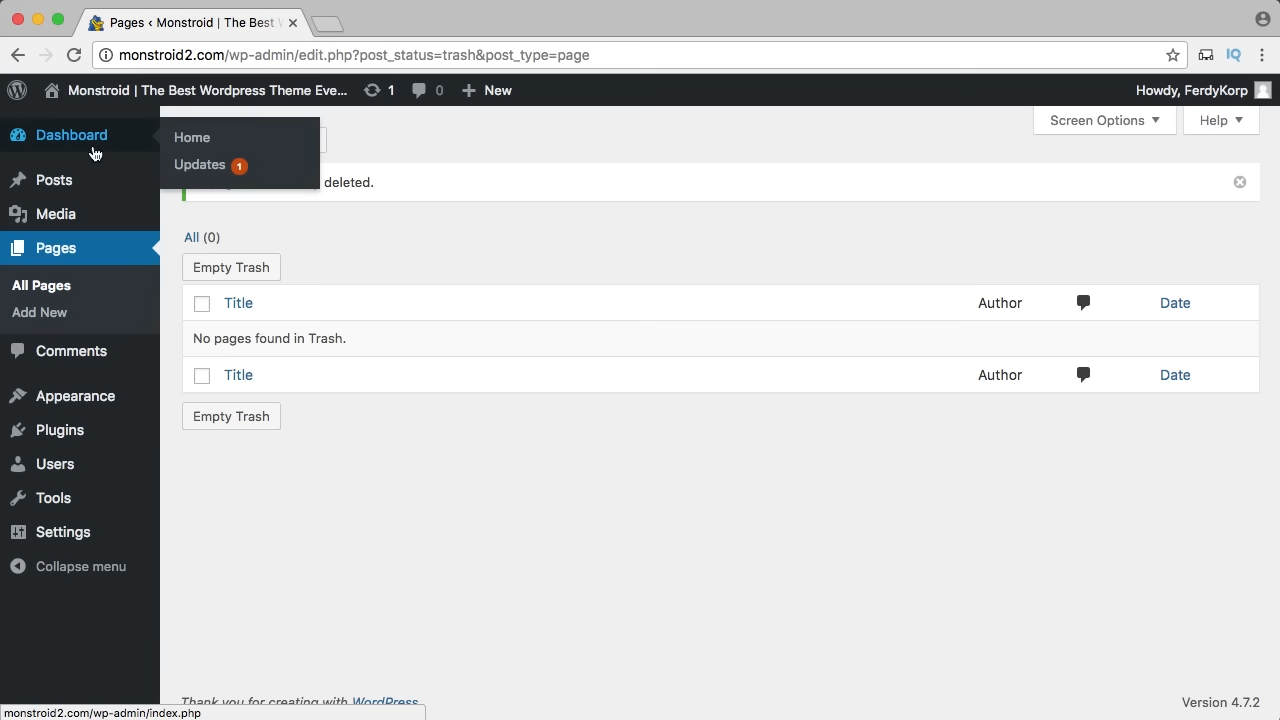 Pages ‹ Monstroid | The Best
monstroid2.com/wp-admin/edit.php?post_status=trash&post_type=page
Monstroid | The Best Wordpress Theme Eve... 1 0 New
Howdy, FerdyKorp
Dashboard
Home
Updates 1
Screen Options
Help
deleted.
Posts
Media
Pages
All Pages
Add New
Comments
Appearance
Plugins
Users
Tools
Settings
Collapse menu
All (0)
Empty Trash
Title Author Date
No pages found in Trash.
Title Author Date
Empty Trash
Thank you for creating with WordPress
Version 4.7.2
monstroid2.com/wp-admin/index.php